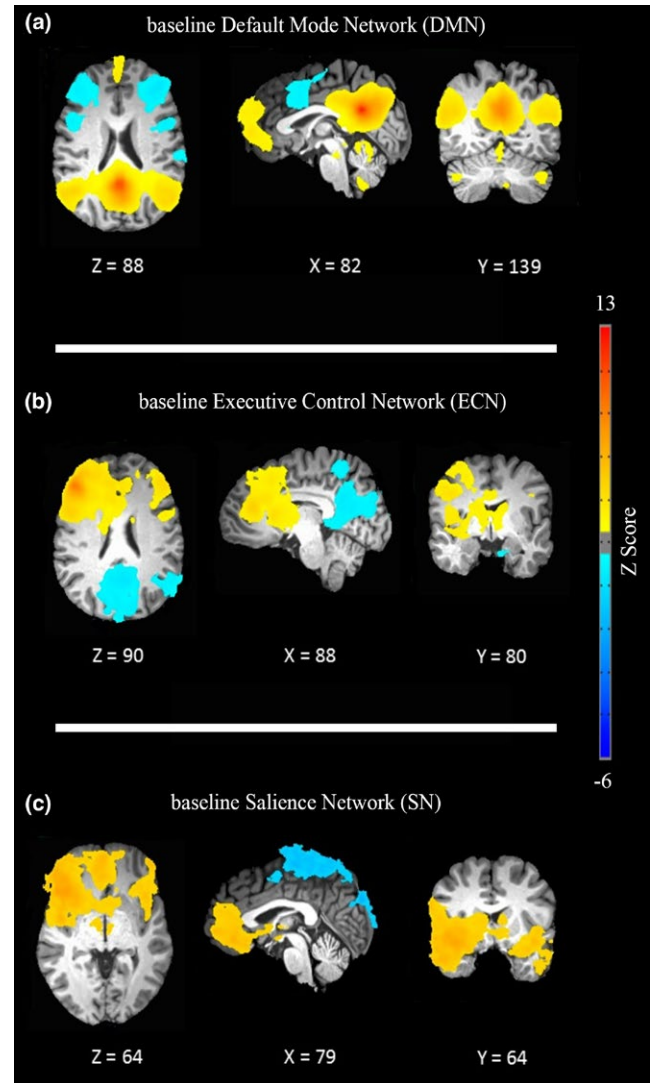 (a)
baseline Default Mode Network (DMN)
Z = 88
X = 82
Y = 139
13
Z Score
-6
(b)
baseline Executive Control Network (ECN)
Z = 90
X = 88
Y = 80
(c)
baseline Salience Network (SN)
Z = 64
X = 79
Y = 64